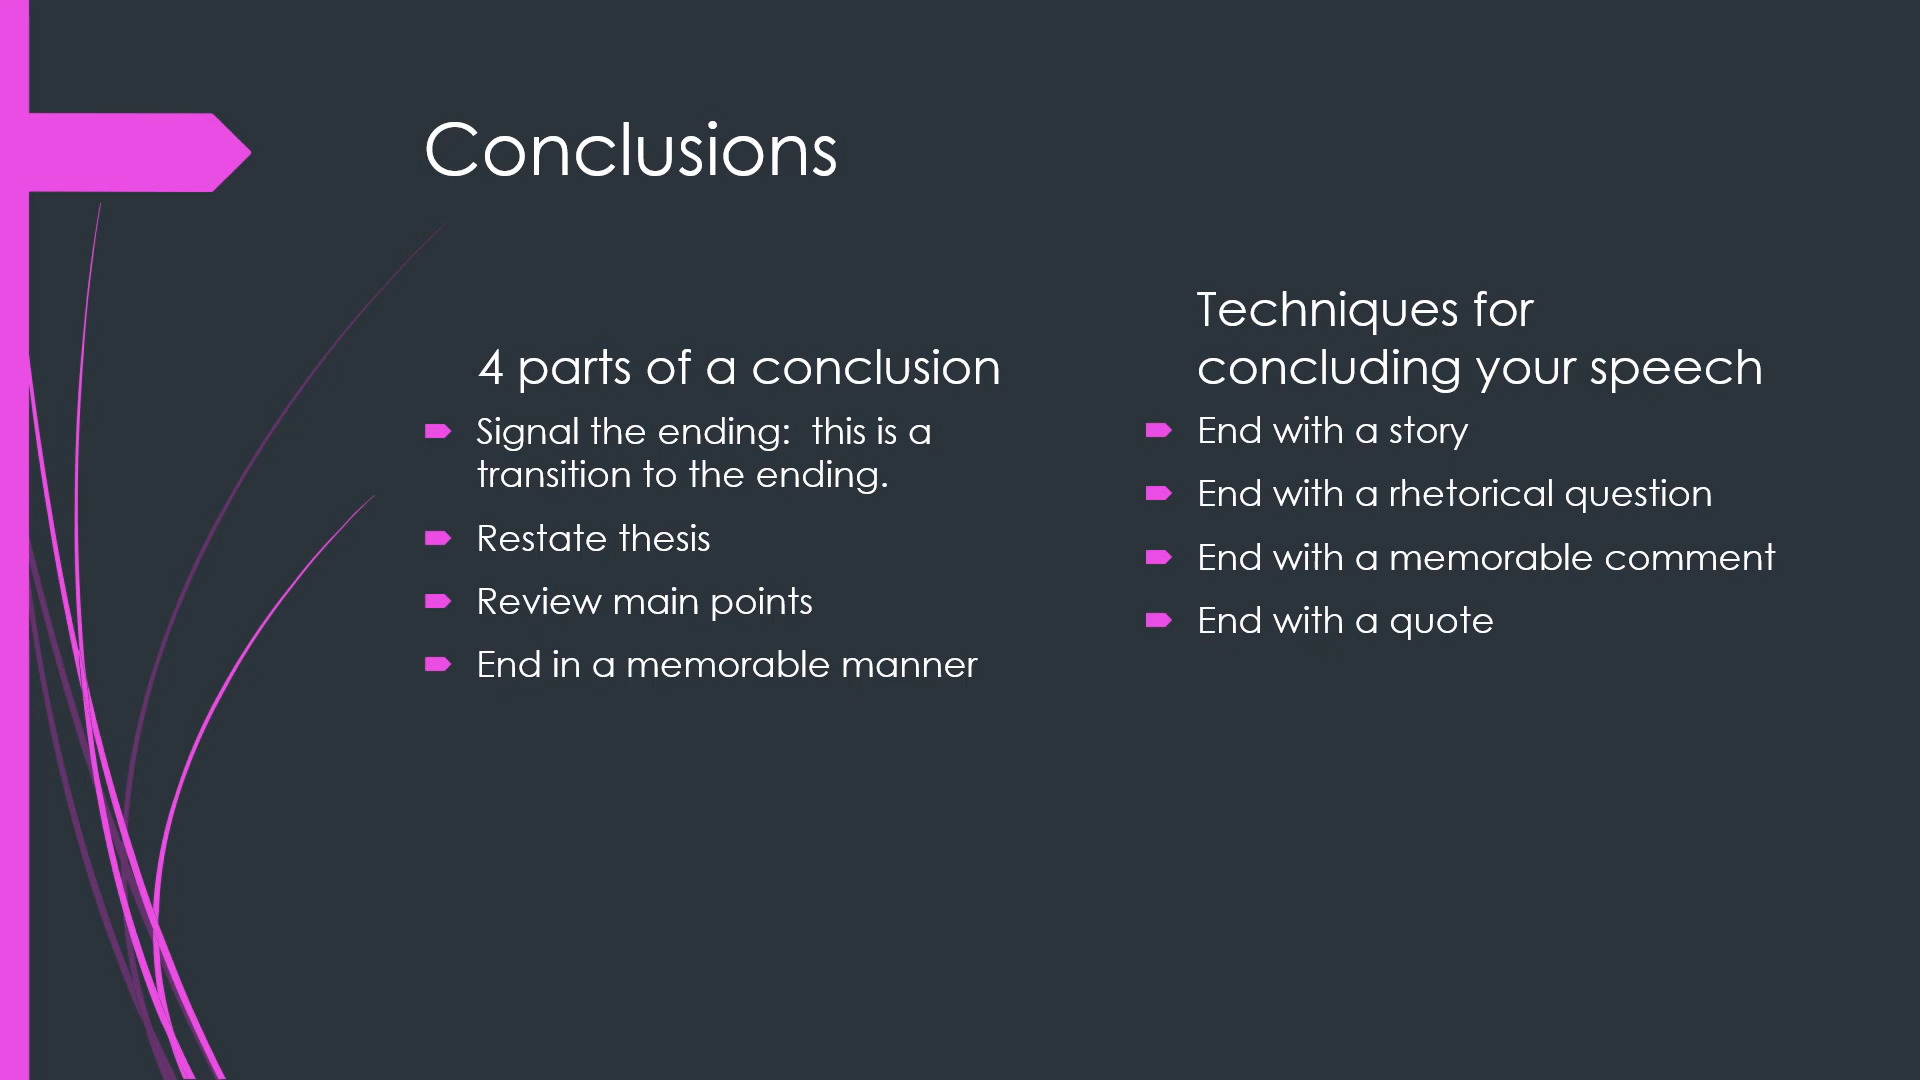 Conclusions
4 parts of a conclusion
Signal the ending:  this is a
transition to the ending.
Restate thesis
Review main points
End in a memorable manner
Techniques for
concluding your speech
End with a story
End with a rhetorical question
End with a memorable comment
End with a quote